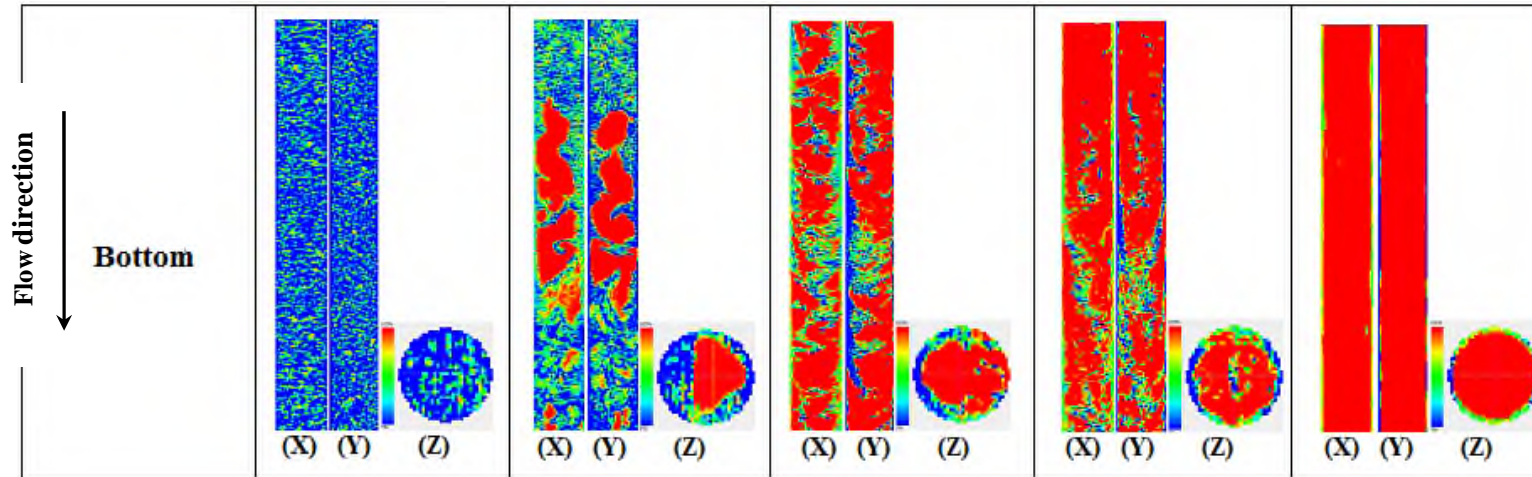 Flow direction
Bottom
(X) (Y) (Z)
(X) (Y) (Z)
(X) (Y) (Z)
(X) (Y) (Z)
(X) (Y) (Z)